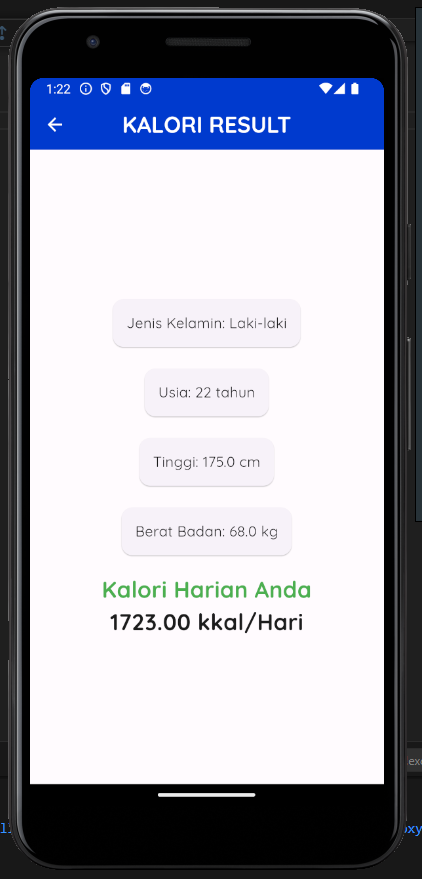 1:22
KALORI RESULT
Jenis Kelamin: Laki-laki
Usia: 22 tahun
Tinggi: 175.0 cm
Berat Badan: 68.0 kg
Kalori Harian Anda
1723.00 kkal/Hari